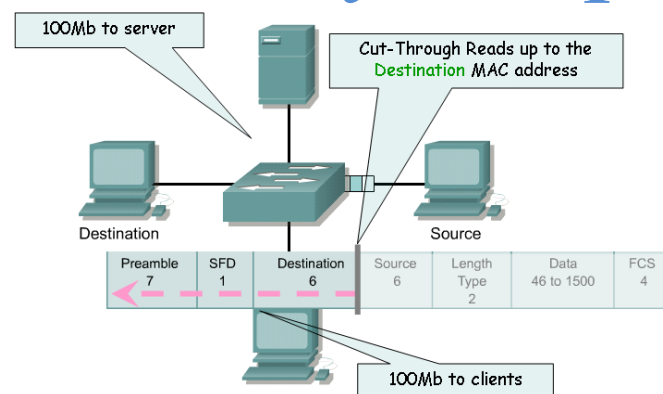 100Mb to server
Cut-Through Reads up to the
Destination MAC address
Destination
Source
Preamble
7
SFD
1
Destination
6
Source
6
Length
Type
2
Data
46 to 1500
FCS
4
100Mb to clients